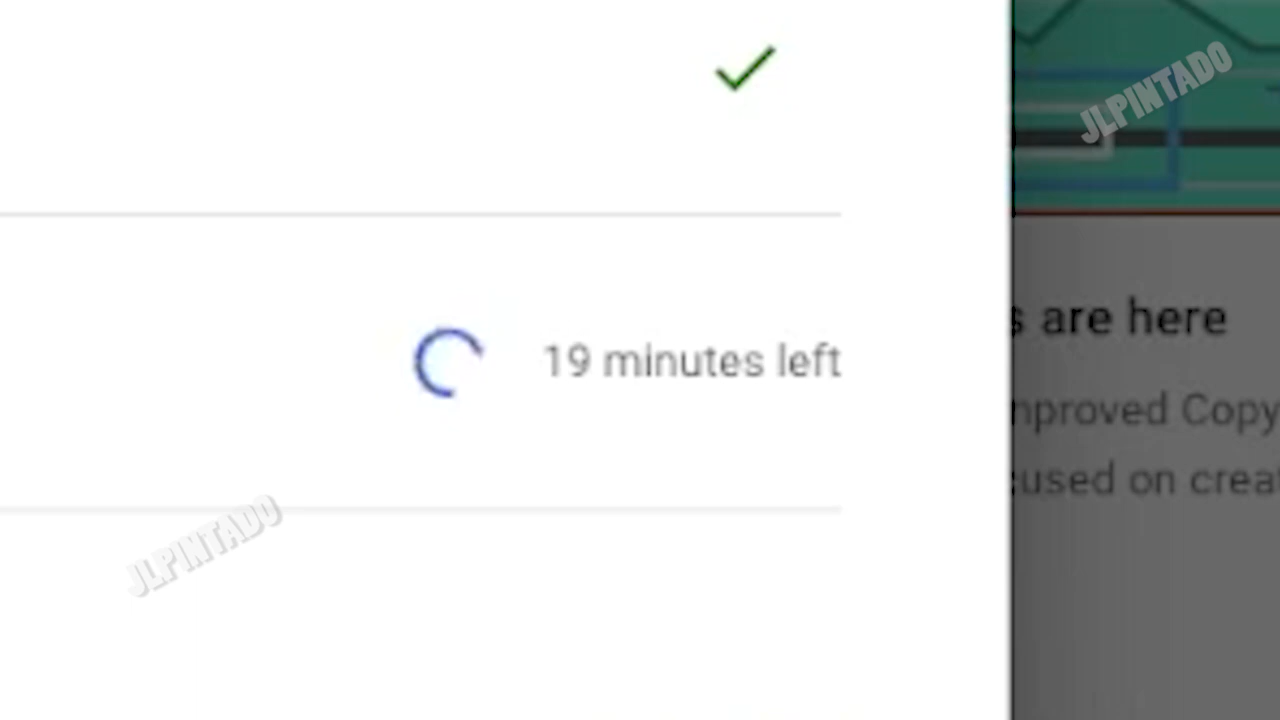 JLPINTADO
19 minutes left
s are here
nproved Copy
used on crea
JLPINTADO